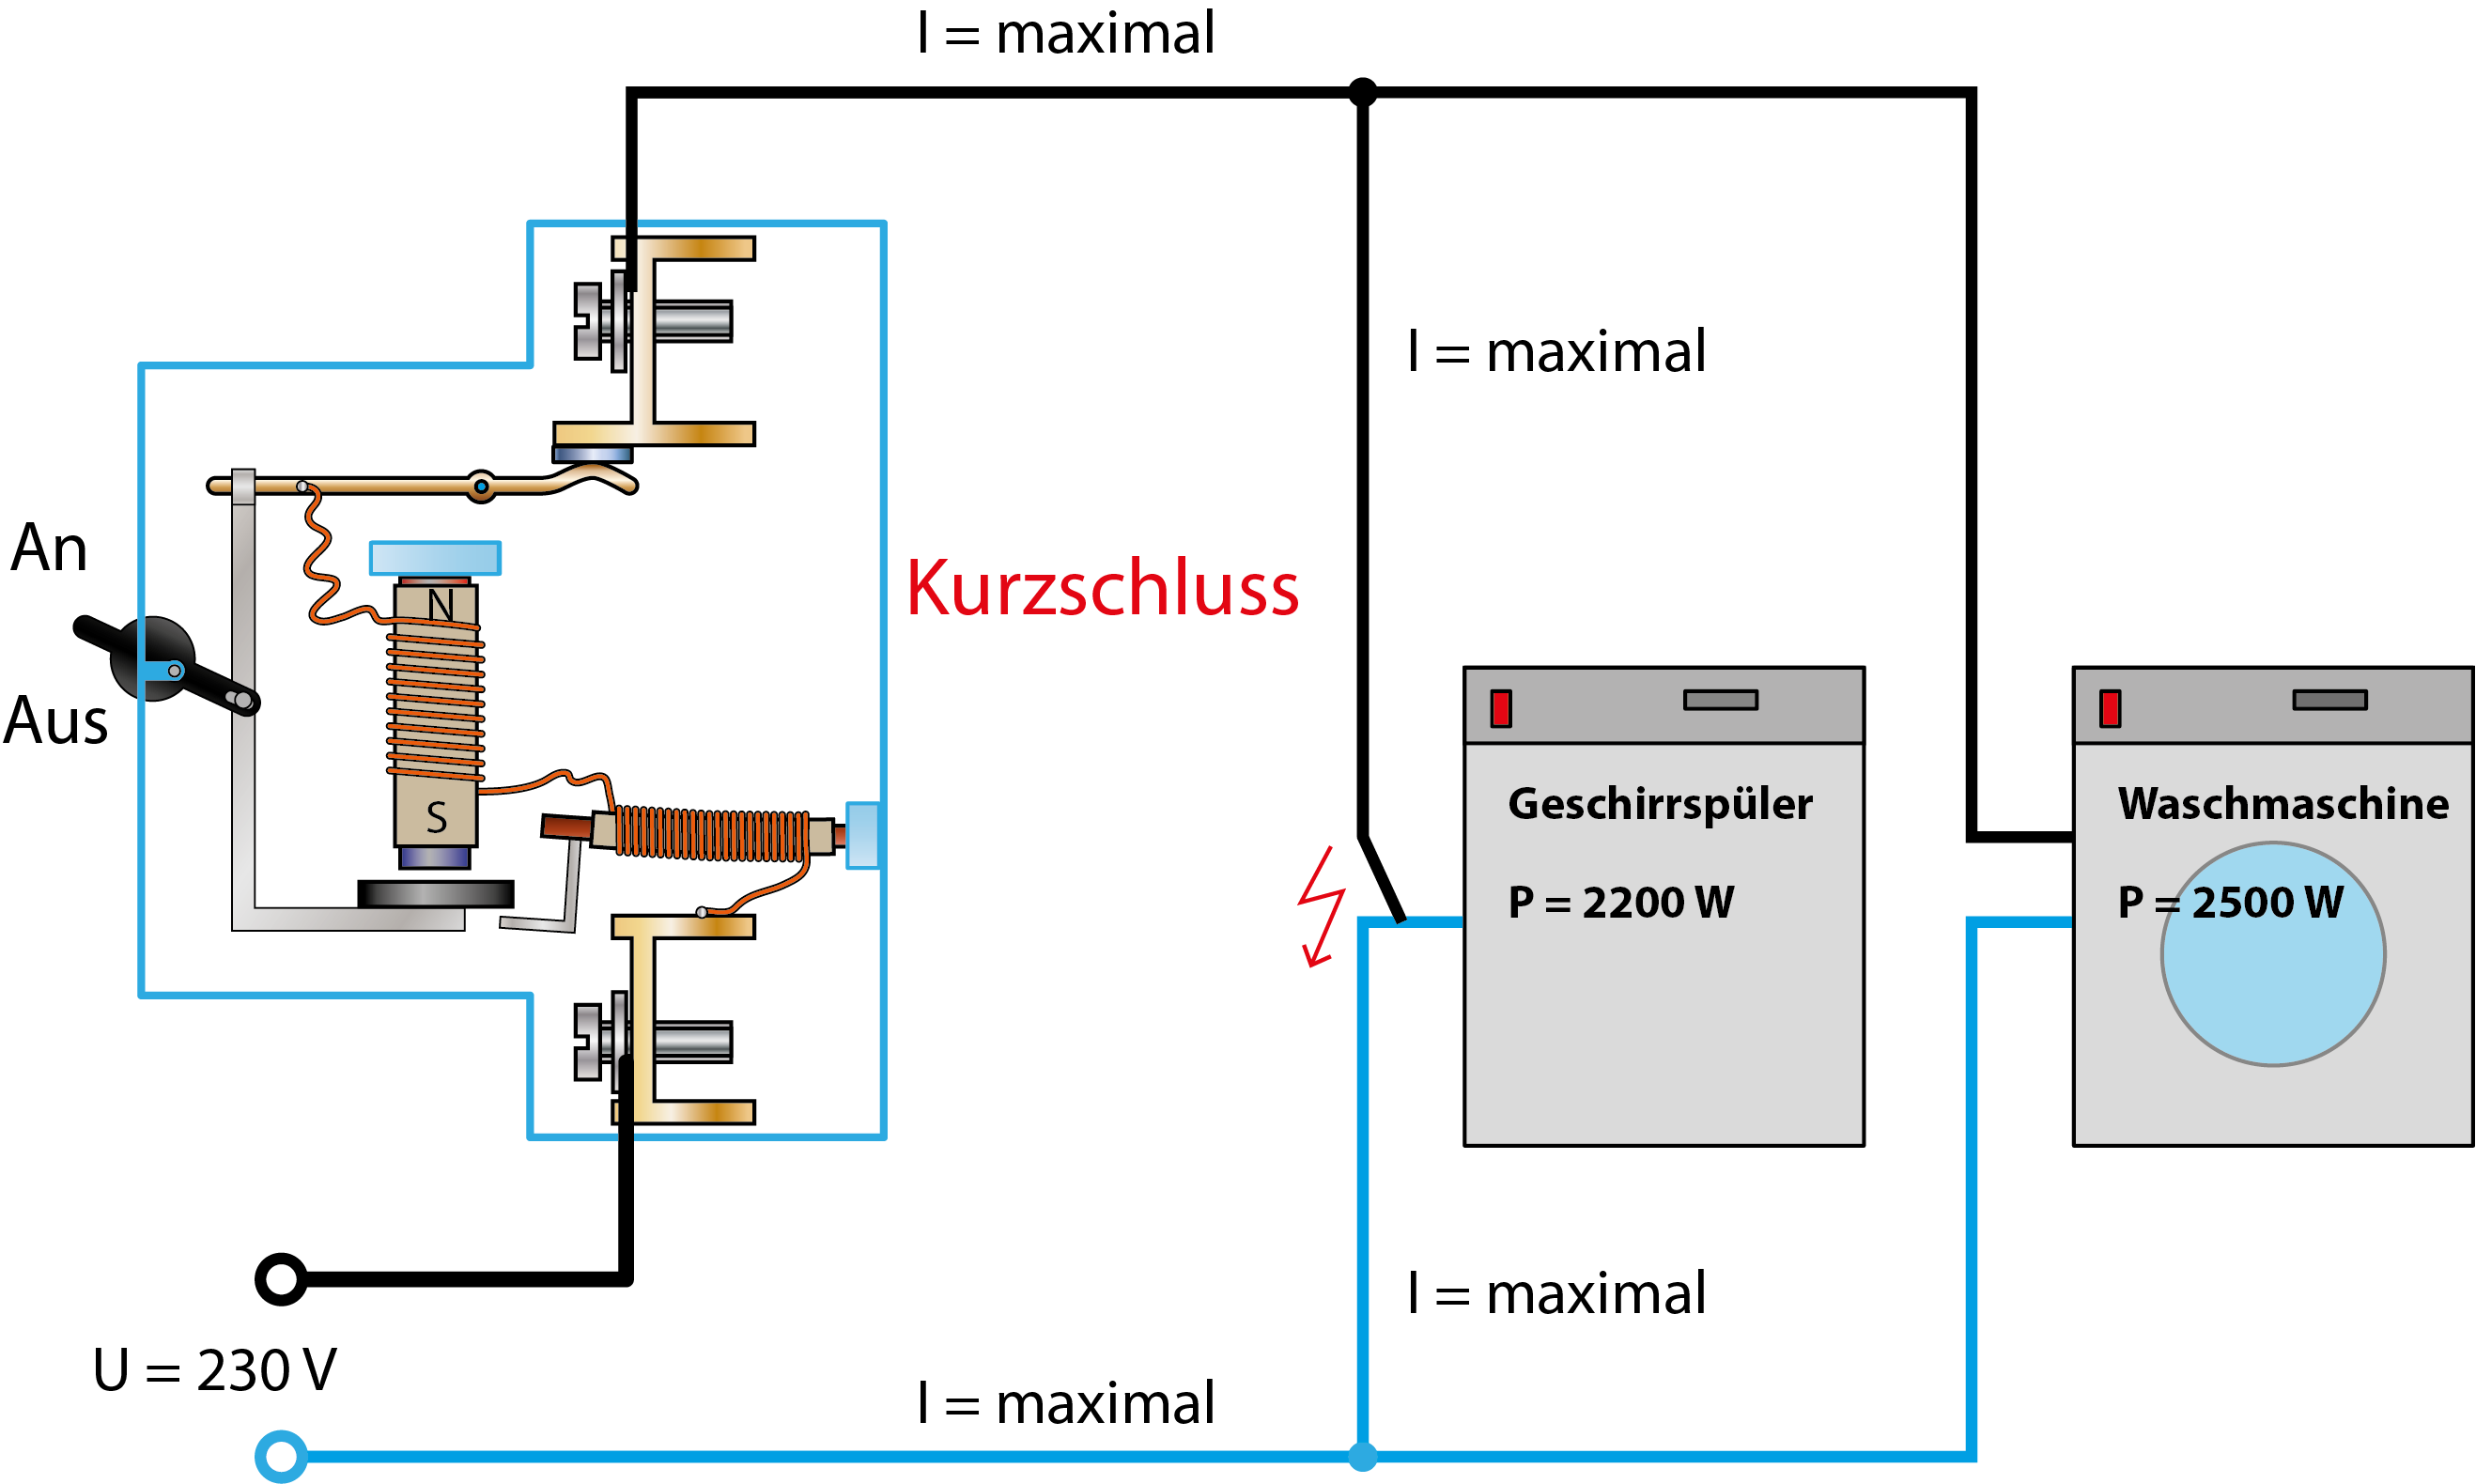 I = maximal
I = maximal
An
Aus
N
S
Kurzschluss
Geschirrspüler
P = 2200 W
Waschmaschine
P = 2500 W
I = maximal
U = 230 V
I = maximal